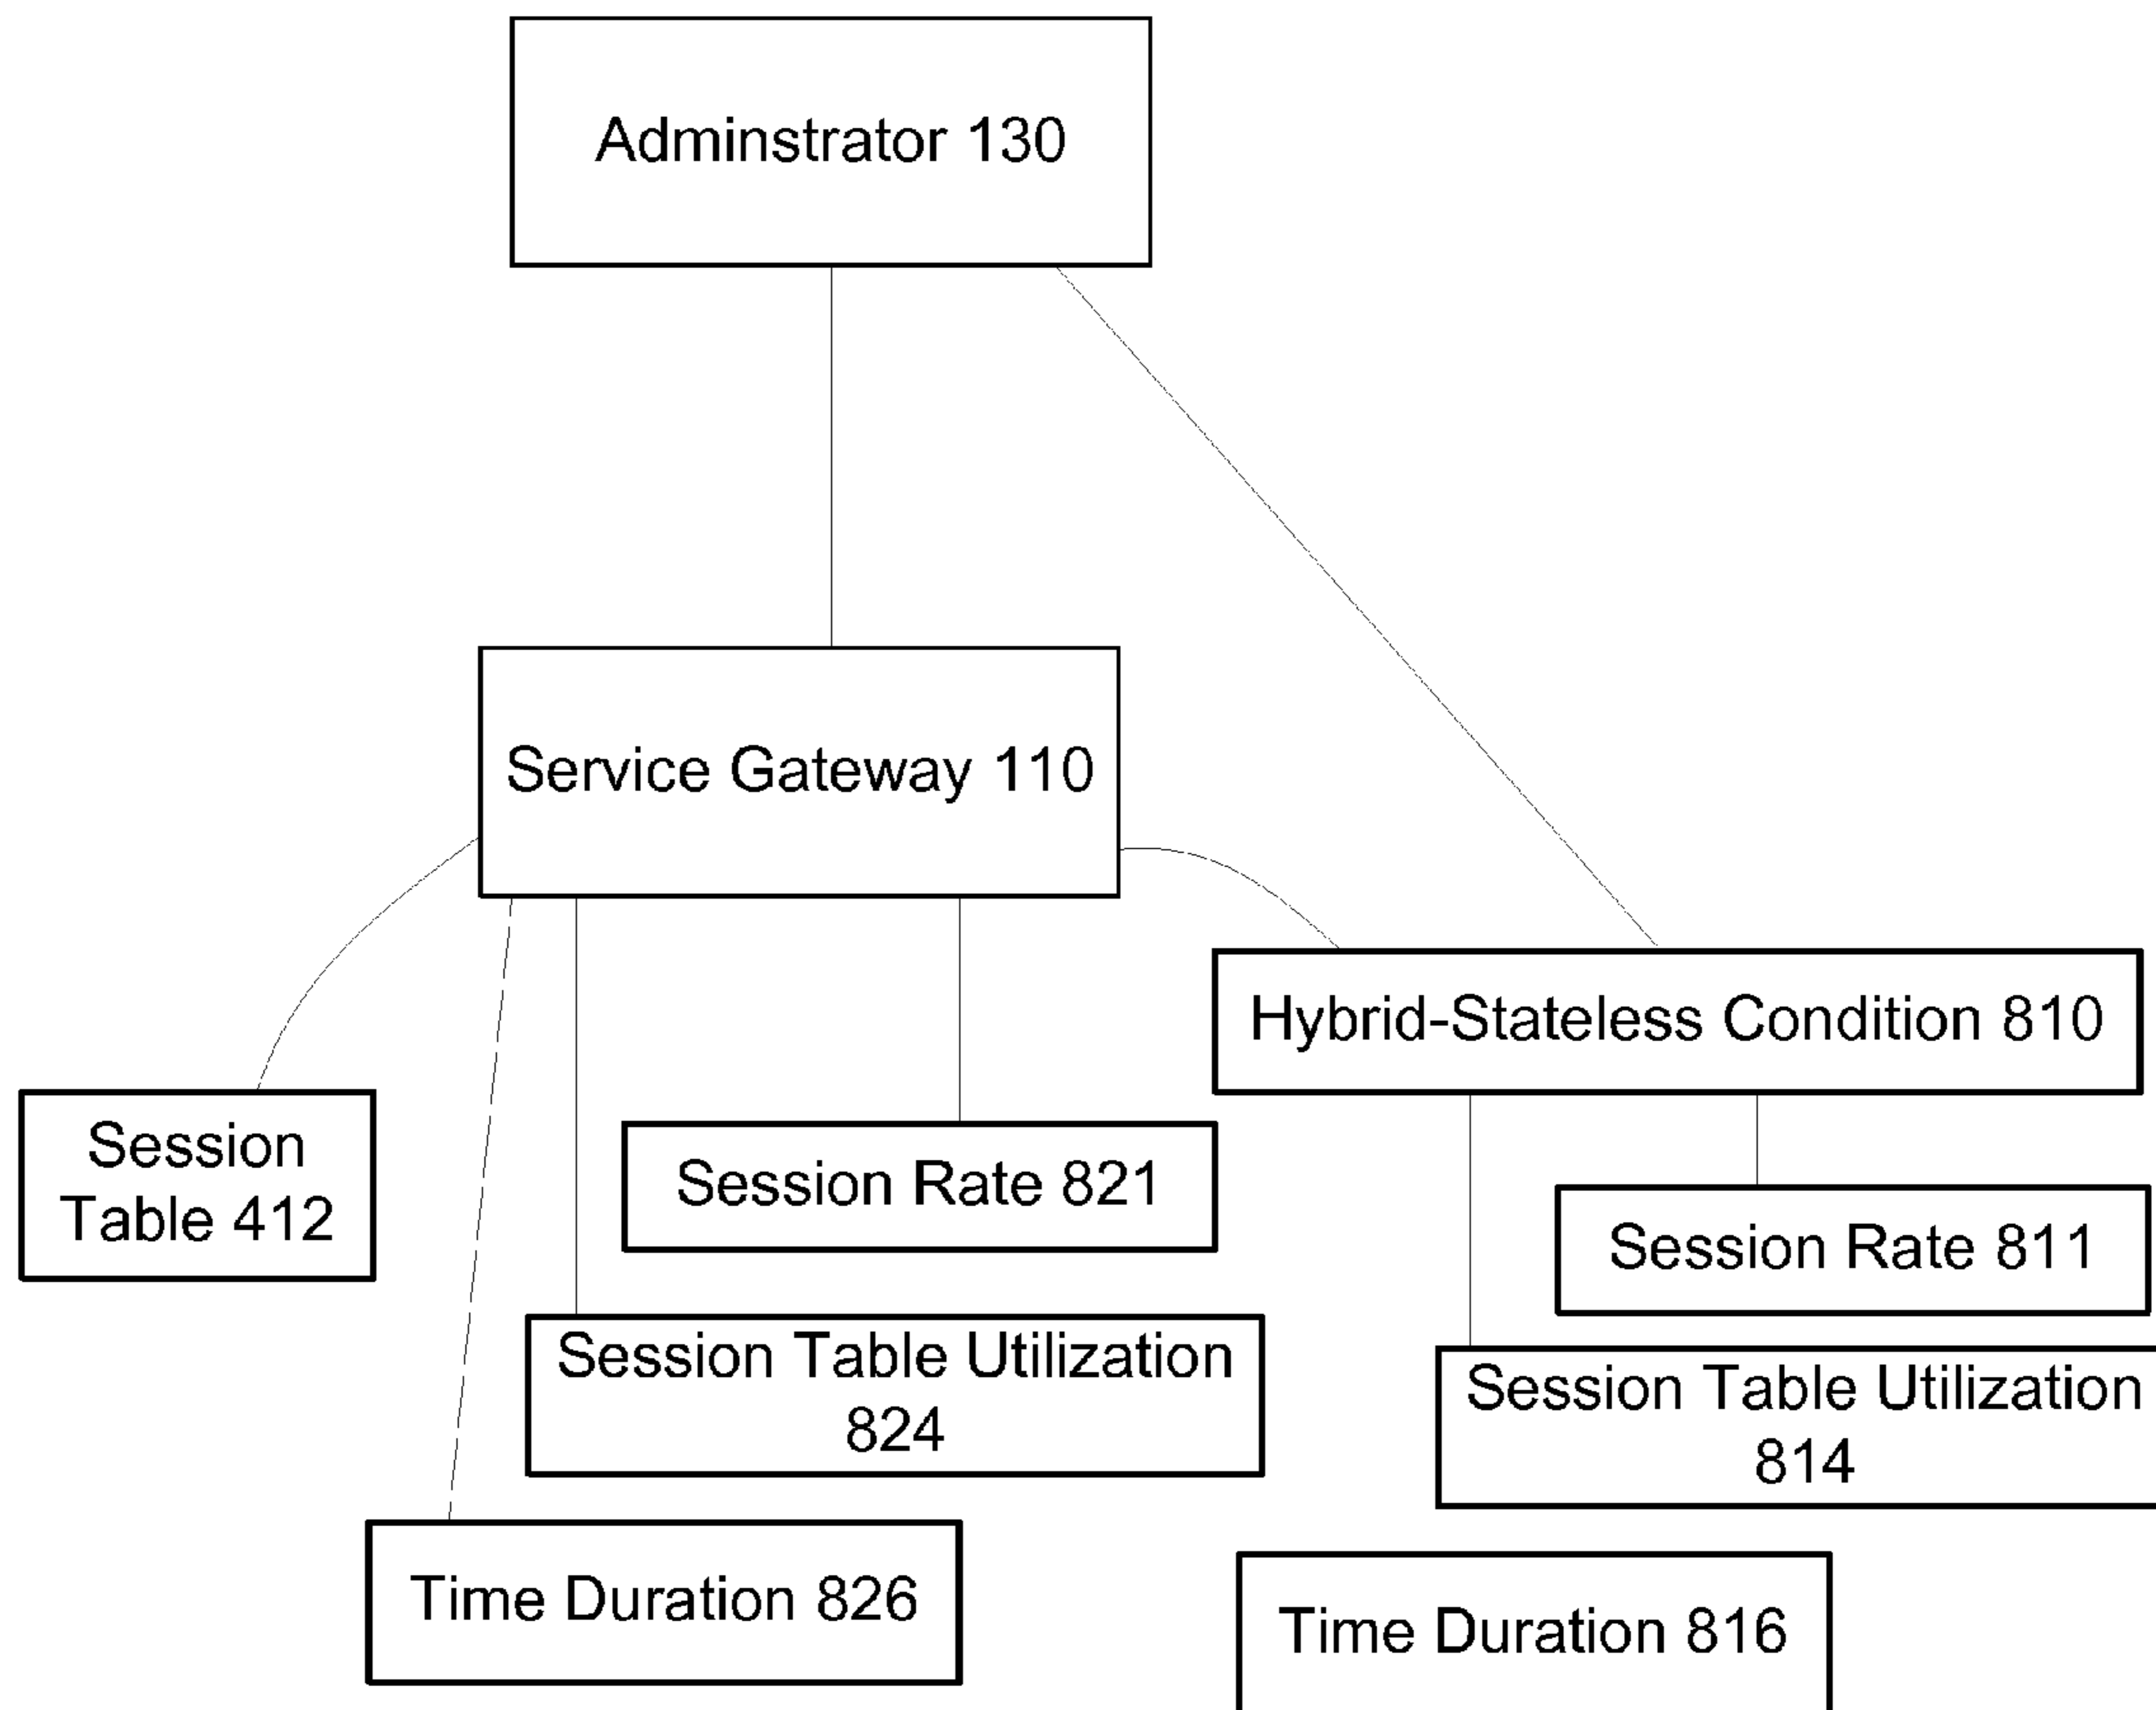 Adminstrator 130
Service Gateway 110
Hybrid-Stateless Condition 810
Session
Table 412
Session Rate 821
Session Rate 811
Session Table Utilization
824
Session Table Utilization
814
Time Duration 826
Time Duration 816